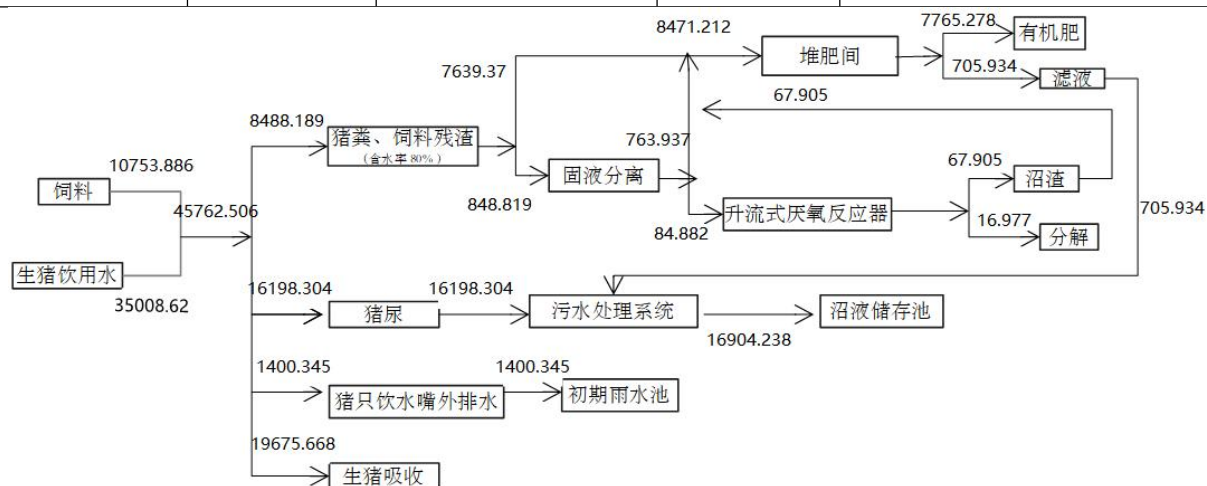 8471.212
7765.278
有机肥
堆肥间
7639.37
705.934
滤液
67.905
8488.189
猪粪、饲料残渣
(含水率80%)
763.937
10753.886
饲料
固液分离
67.905
沼渣
45762.506
848.819
升流式厌氧反应器
84.882
16.977
分解
705.934
生猪饮用水
35008.62
16198.304
猪尿
16198.304
污水处理系统
16904.238
沼液储存池
1400.345
猪只饮水嘴外排水
1400.345
初期雨水池
19675.668
生猪吸收